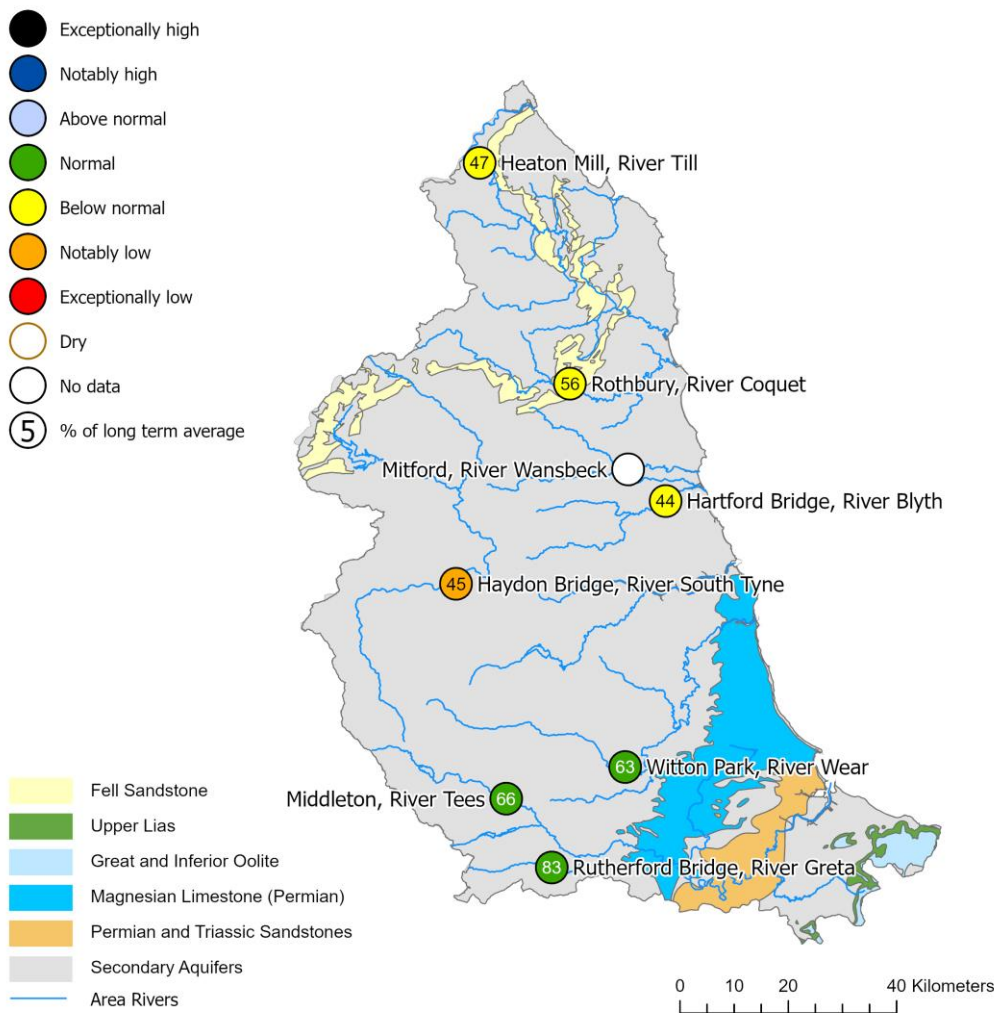 Exceptionally high
Notably high
Above normal
Normal
Below normal
Notably low
Exceptionally low
Dry
No data
5 % of long term average
47 Heaton Mill, River Till
56 Rothbury, River Coquet
Mitford, River Wansbeck
44 Hartford Bridge, River Blyth
45 Haydon Bridge, River South Tyne
63 Witton Park, River Wear
Middleton, River Tees 66
83 Rutherford Bridge, River Greta
Fell Sandstone
Upper Lias
Great and Inferior Oolite
Magnesian Limestone (Permian)
Permian and Triassic Sandstones
Secondary Aquifers
Area Rivers
0 10 20 40 Kilometers